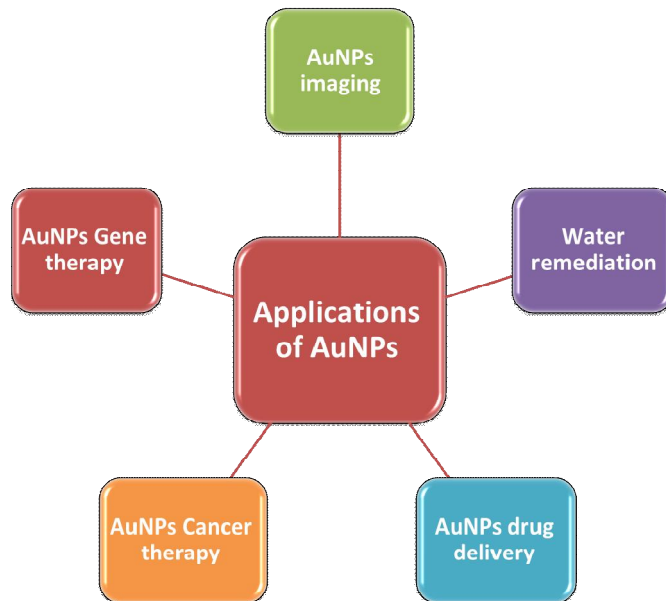 AuNPs
imaging
AuNPs Gene
therapy
Water
remediation
Applications
of AuNPs
AuNPs Cancer
therapy
AuNPs drug
delivery